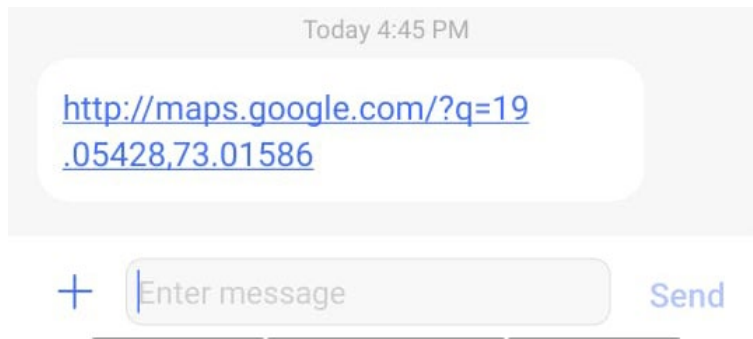 Today 4:45 PM
http://maps.google.com/?q=19
.05428,73.01586
Enter message
Send